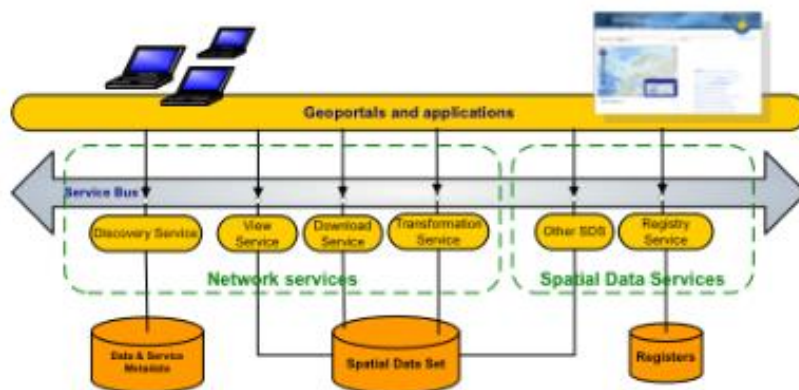 Geoportals and applications
Service Bus
Discovery Service
View
Service
Download
Service
Transformation
Service
Other SDS
Registry
Service
Network services
Spatial Data Services
Data & Service
Metadata
Spatial Data Set
Registers